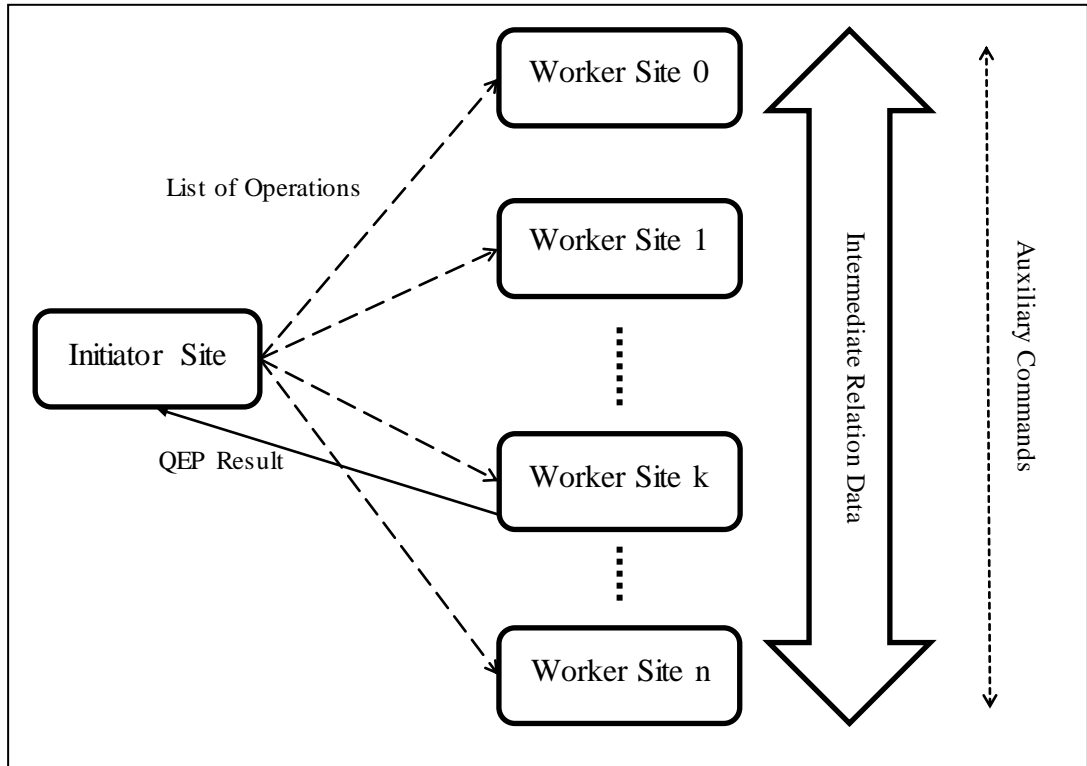 Worker Site 0
List of Operations
Worker Site 1
Initiator Site
QEP Result
Worker Site k
Worker Site n
Intermediate Relation Data
Auxiliary Commands